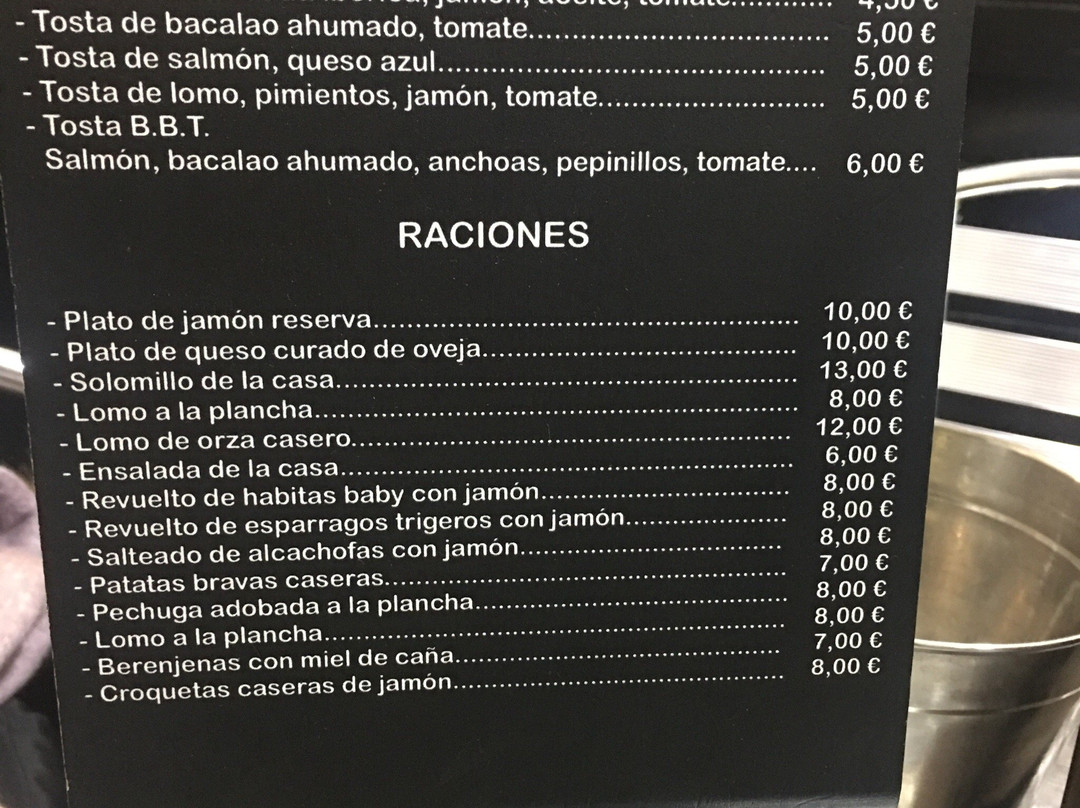 jamón, aceite, tomate............ 4,50 €
- Tosta de bacalao ahumado, tomate.................................. 5,00 €
- Tosta de salmón, queso azul............................................ 5,00 €
- Tosta de lomo, pimientos, jamón, tomate......................... 5,00 €
- Tosta B.B.T.
Salmón, bacalao ahumado, anchoas, pepinillos, tomate.... 6,00 €
RACIONES
- Plato de jamón reserva.................................................... 10,00 €
- Plato de queso curado de oveja...................................... 10,00 €
- Solomillo de la casa........................................................ 13,00 €
- Lomo a la plancha........................................................... 8,00 €
- Lomo de orza casero....................................................... 12,00 €
- Ensalada de la casa........................................................ 6,00 €
- Revuelto de habitas baby con jamón............................... 8,00 €
- Revuelto de esparragos trigeros con jamón.................... 8,00 €
- Salteado de alcachofas con jamón................................. 8,00 €
- Patatas bravas caseras................................................... 7,00 €
- Pechuga adobada a la plancha....................................... 8,00 €
- Lomo a la plancha........................................................... 8,00 €
- Berenjenas con miel de caña.......................................... 7,00 €
- Croquetas caseras de jamón.......................................... 8,00 €